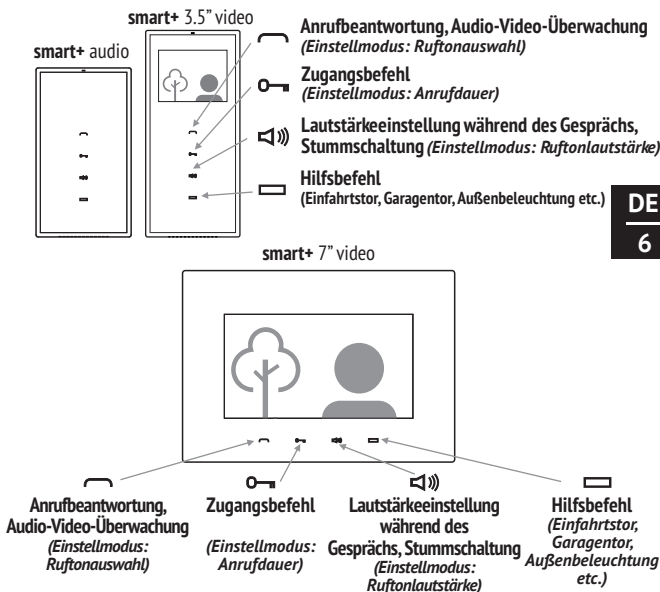 smart+ 3.5” video
smart+ audio
Anrufbeantwortung, Audio-Video-Überwachung
(Einstellmodus: Ruftonauswahl)
Zugangsbefehl
(Einstellmodus: Anrufdauer)
Lautstärkeeinstellung während des Gesprächs,
Stummschaltung (Einstellmodus: Ruftonlautstärke)
Hilfsbefehl
(Einfahrtstor, Garagentor, Außenbeleuchtung etc.)
DE
6
smart+ 7” video
Anrufbeantwortung,
Audio-Video-Überwachung
(Einstellmodus:
Ruftonauswahl)
Zugangsbefehl
(Einstellmodus:
Anrufdauer)
Lautstärkeeinstellung
während des
Gesprächs, Stummschaltung
(Einstellmodus:
Ruftonlautstärke)
Hilfsbefehl
(Einfahrtstor,
Garagentor,
Außenbeleuchtung
etc.)